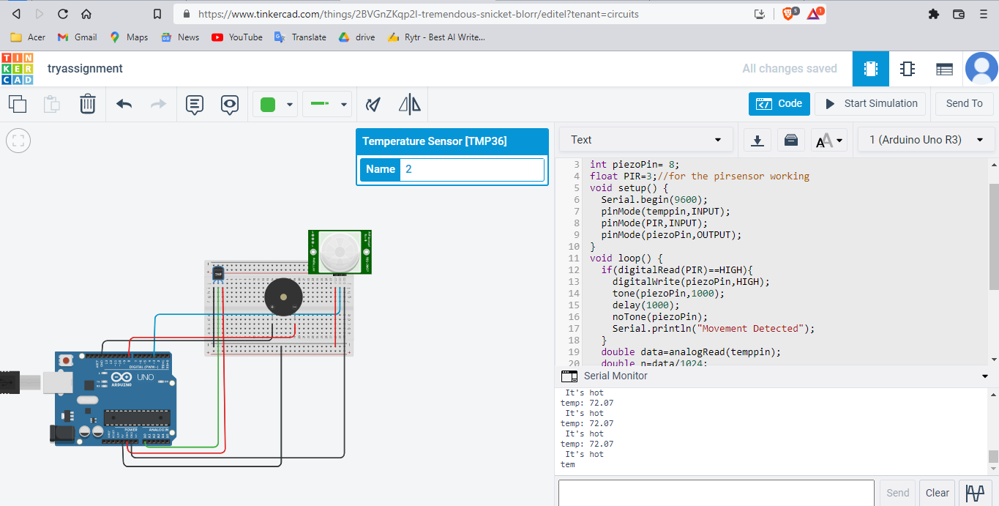 https://www.tinkercad.com/things/2BVGnZKqp2I-tremendous-snicket-blorr/editel?tenant=circuits
5
1
Acer
Gmail
Maps
News
YouTube
Translate
drive
Rytr - Best AI Write...
TIN
KER
CAD
tryassignment
All changes saved
Code
Start Simulation
Send To
Temperature Sensor [TMP36]
Name
2
Text
1 (Arduino Uno R3)
3 int piezoPin= 8;
4 float PIR=3;//for the pirsensor working
5 void setup() {
6 Serial.begin(9600);
7 pinMode(temppin,INPUT);
8 pinMode(PIR,INPUT);
9 pinMode(piezoPin,OUTPUT);
10 }
11 void loop() {
12 if(digitalRead(PIR)==HIGH){
13 digitalWrite(piezoPin,HIGH);
14 tone(piezoPin,1000);
15 delay(1000);
16 noTone(piezoPin);
17 Serial.println("Movement Detected");
18 }
19 double data=analogRead(temppin);
20 double n=data/1024;
Serial Monitor
It's hot
temp: 72.07
It's hot
temp: 72.07
It's hot
temp: 72.07
It's hot
tem
Send
Clear
TMP
DIGITAL (PWM~)
UNO
ARDUINO
POWER
ANALOG IN